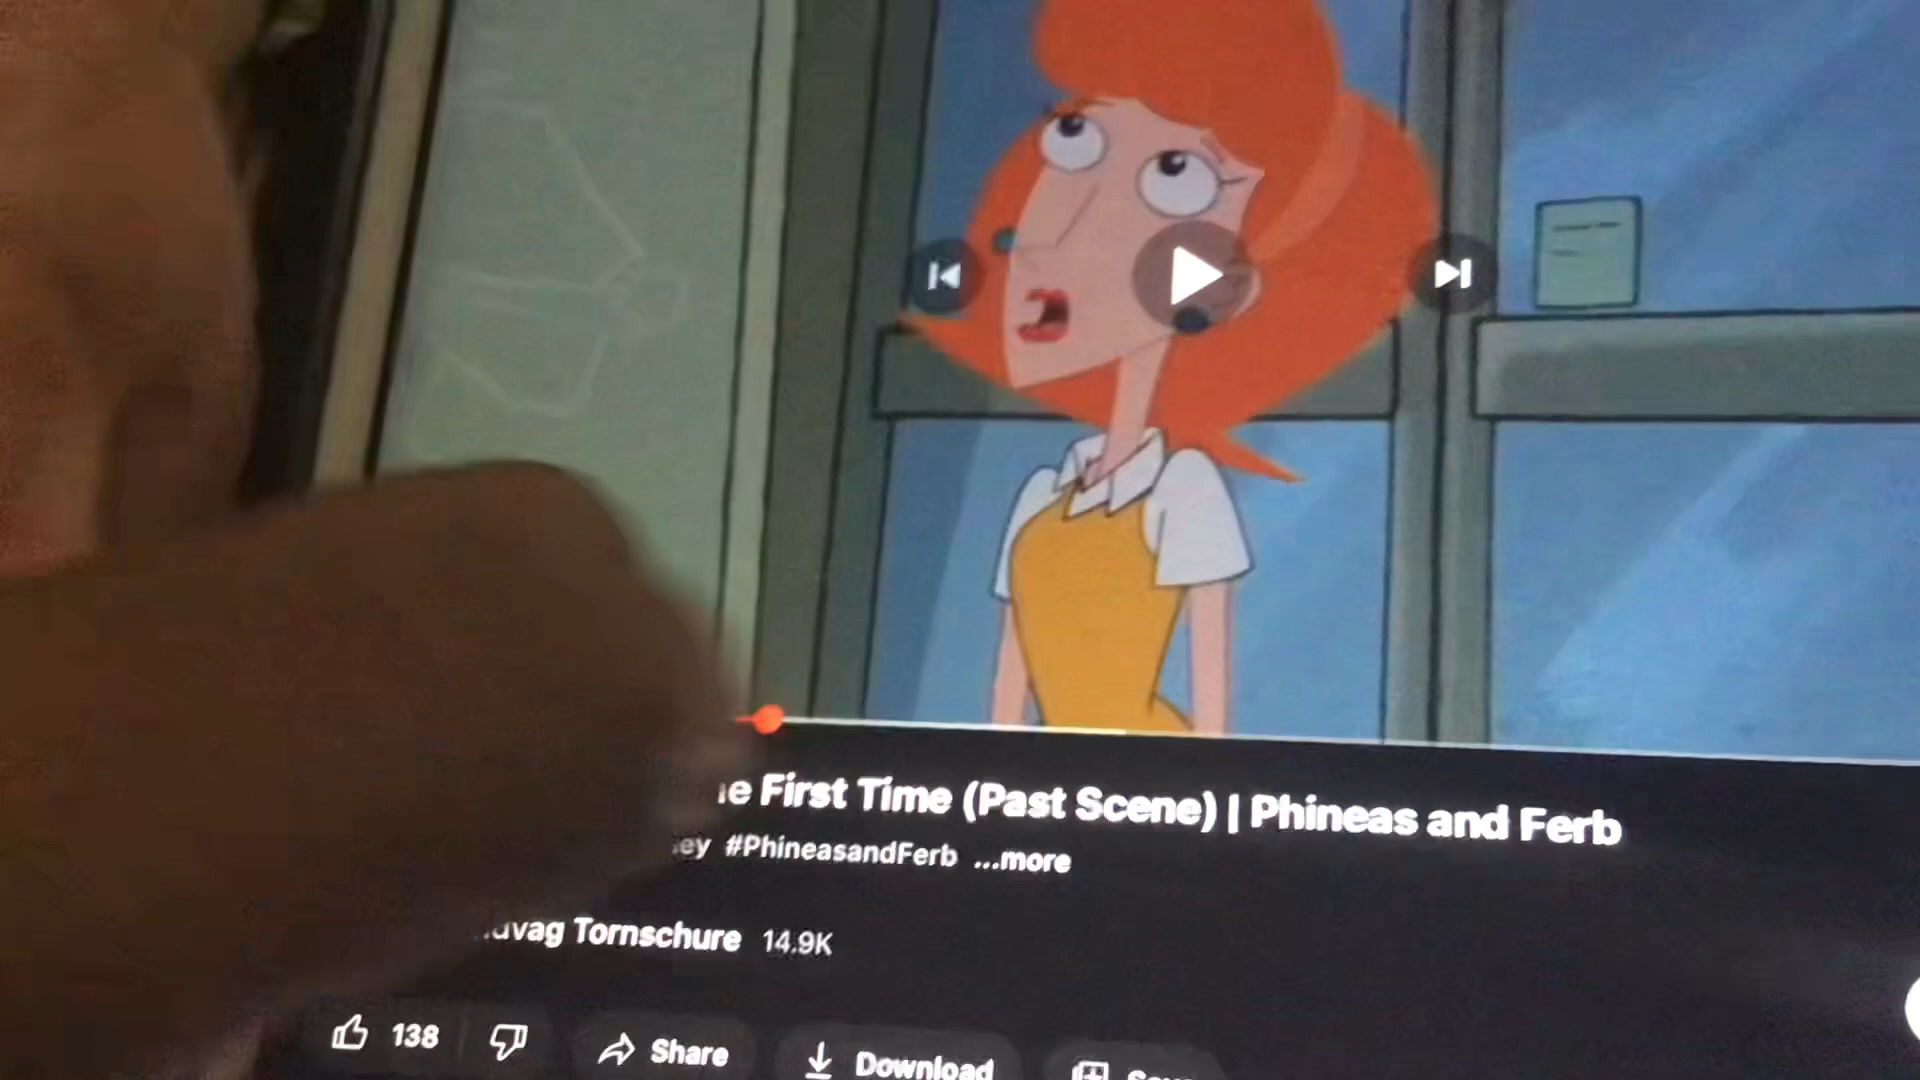 First Time (Past Scene) | Phineas and Ferb
#PhineasandFerb ...more
Tornschure 14.9K
138 Share Download